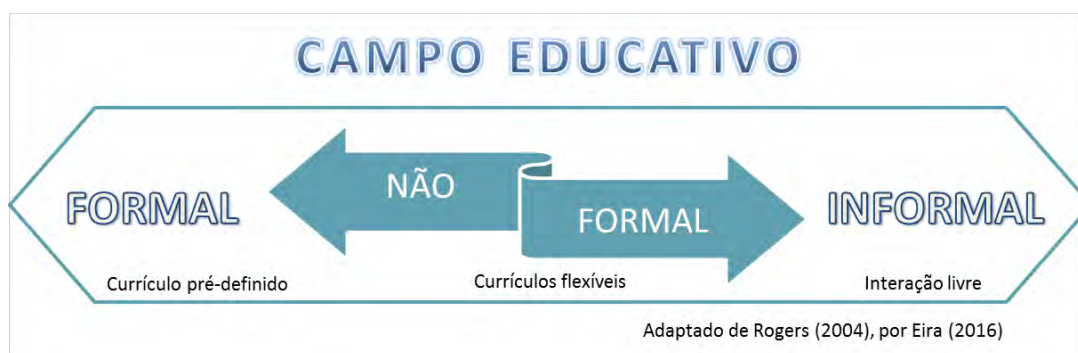 CAMPO EDUCATIVO
FORMAL
NÃO
FORMAL
INFORMAL
Currículo pré-definido
Currículos flexíveis
Interação livre
Adaptado de Rogers (2004), por Eira (2016)